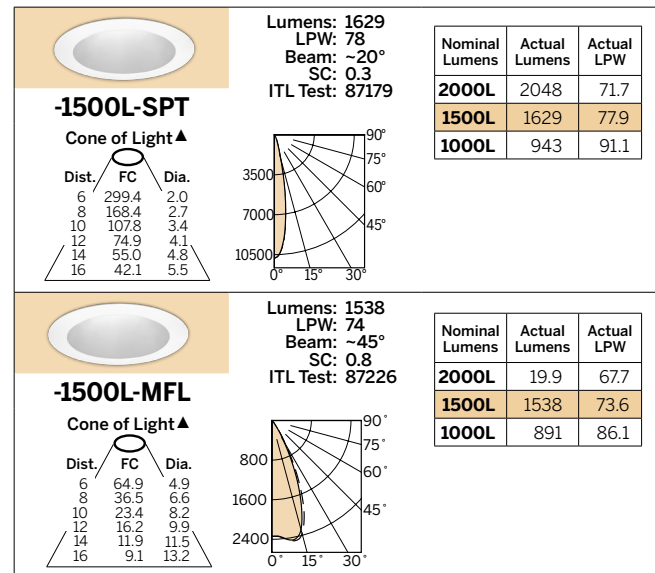 -1500L-SPT
Cone of Light▲
Dist. FC Dia.
6 299.4 2.0
8 168.4 2.7
10 107.8 3.4
12 74.9 4.1
14 55.0 4.8
16 42.1 5.5
Lumens: 1629
LPW: 78
Beam: ~20°
SC: 0.3
ITL Test: 87179
90°
75°
3500
60°
7000
45°
10500
0° 15° 30°
Nominal Lumens Actual Lumens Actual LPW
2000L 2048 71.7
1500L 1629 77.9
1000L 943 91.1
-1500L-MFL
Cone of Light▲
Dist. FC Dia.
6 64.9 4.9
8 36.5 6.6
10 23.4 8.2
12 16.2 9.9
14 11.9 11.5
16 9.1 13.2
Lumens: 1538
LPW: 74
Beam: ~45°
SC: 0.8
ITL Test: 87226
90°
75°
800
60°
1600
45°
2400
0° 15° 30°
Nominal Lumens Actual Lumens Actual LPW
2000L 19.9 67.7
1500L 1538 73.6
1000L 891 86.1